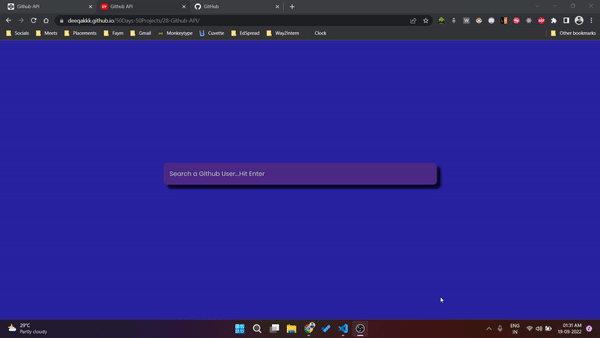 Github API
Github API
GitHub
deeqakkk.github.io/50Days-50Projects/28-Github-API/
Socials
Meets
Placements
Faym
Gmail
Monkeytype
Cuvette
EdSpread
Way2Intern
Clock
Other bookmarks
Search a Github User...Hit Enter
29°C
Partly cloudy
ENG
IN
01:31 AM
19-09-2022